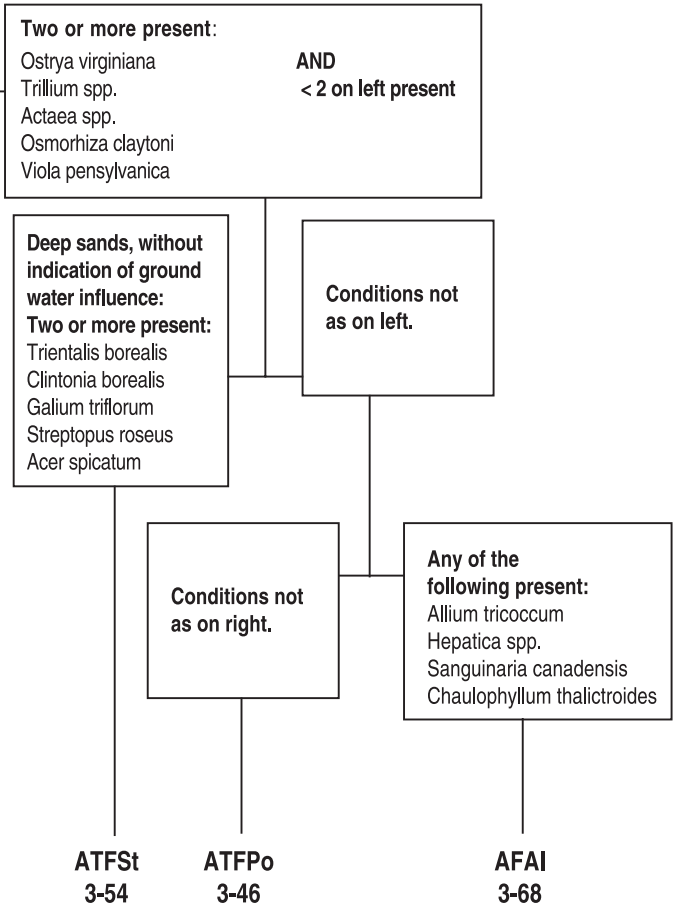 Two or more present:
Ostrya virginiana
Trillium spp.
Actaea spp.
Osmorhiza claytoni
Viola pensylvanica
AND
< 2 on left present
Deep sands, without
indication of ground
water influence:
Two or more present:
Trientalis borealis
Clintonia borealis
Galium triflorum
Streptopus roseus
Acer spicatum
Conditions not
as on left.
Conditions not
as on right.
Any of the
following present:
Allium tricoccum
Hepatica spp.
Sanguinaria canadensis
Chaulophyllum thalictroides
ATFSt
3-54
ATFPo
3-46
AFAl
3-68